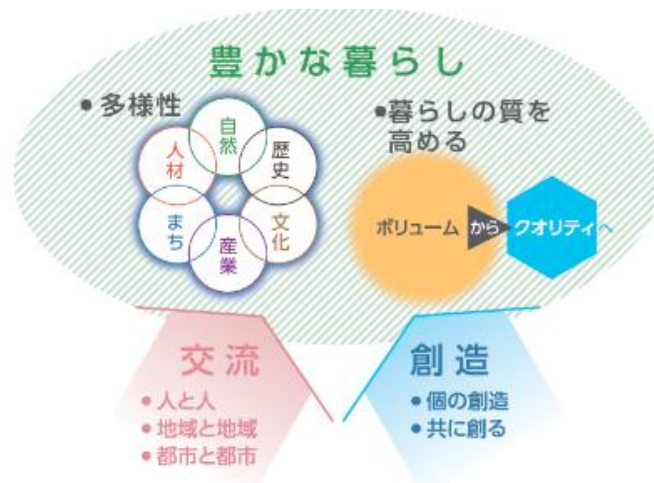 豊かな暮らし
●多様性
自然
人材
歴史
まち
文化
産業
●暮らしの質を
高める
ボリューム から クオリティへ
交流
●人と人
●地域と地域
●都市と都市
創造
●個の創造
●共に創る